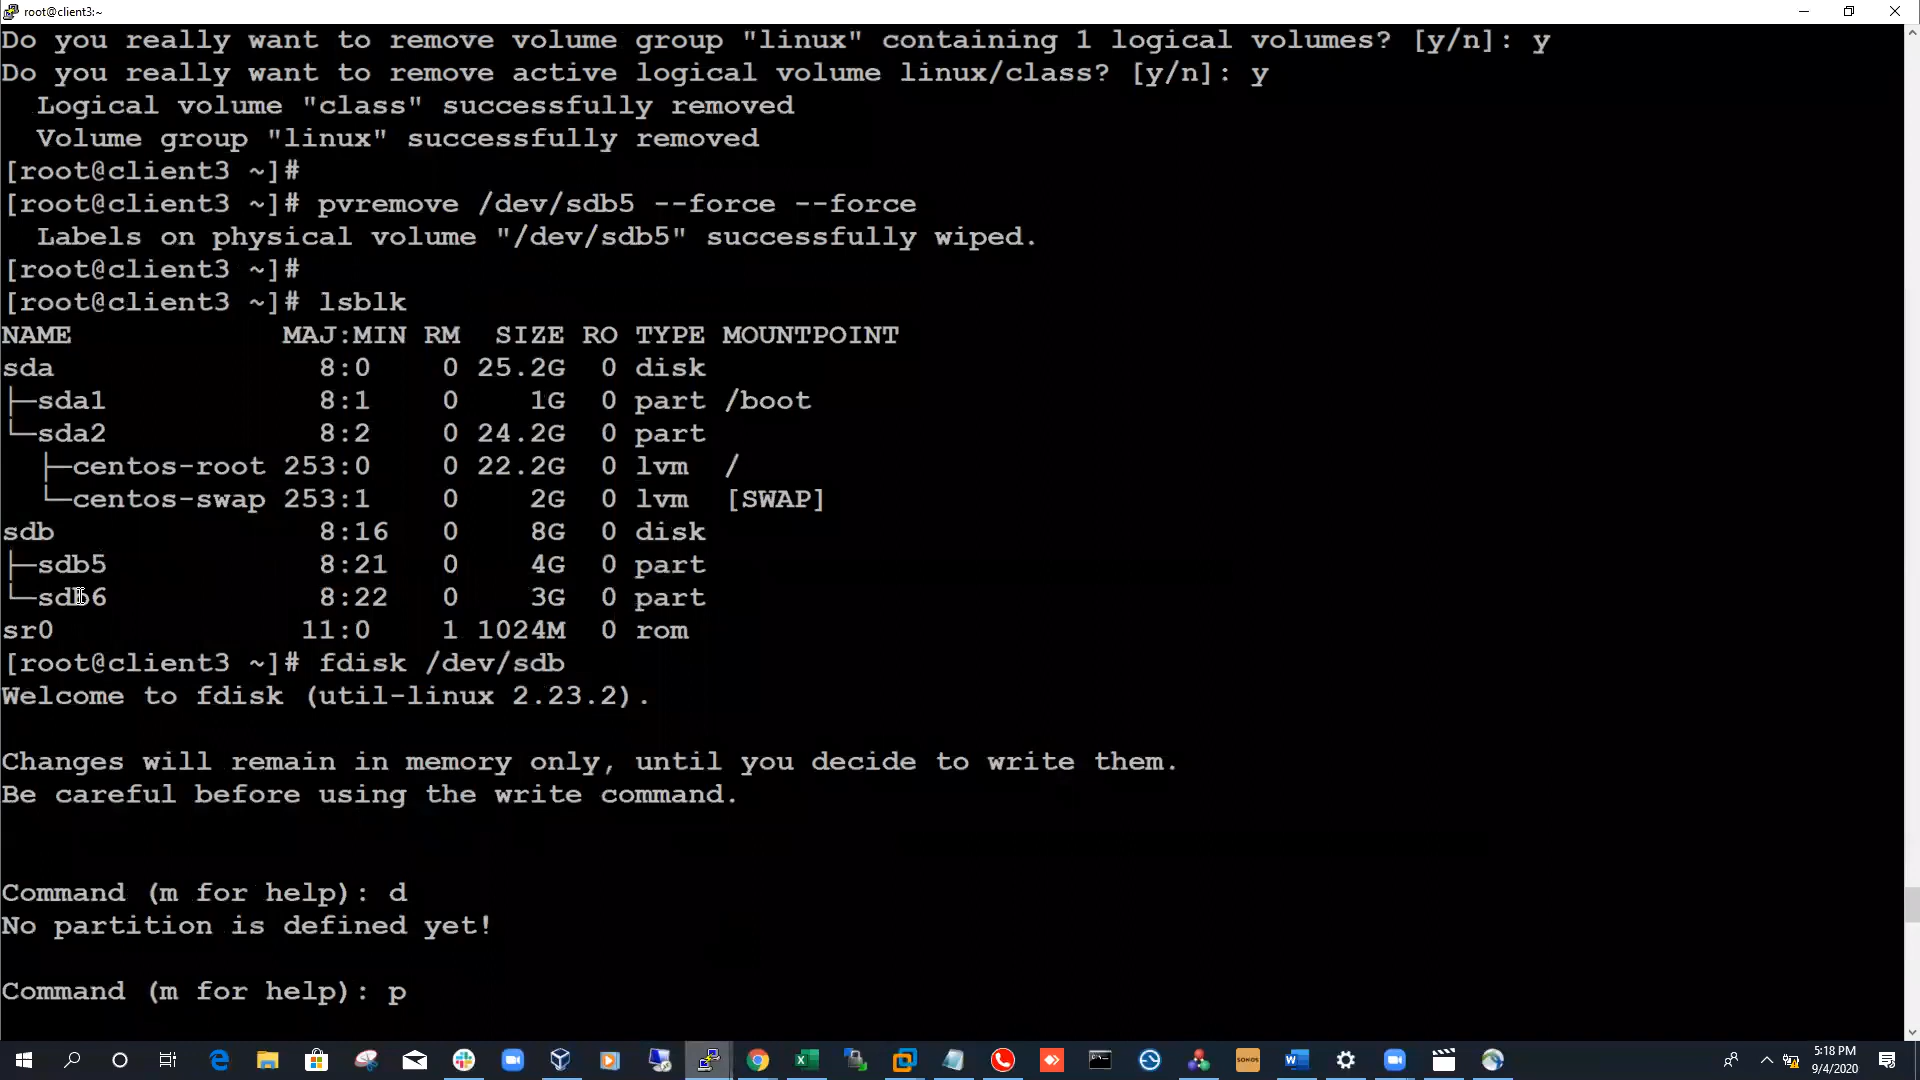 root@client3:~
Do you really want to remove volume group "linux" containing 1 logical volumes? [y/n]: y
Do you really want to remove active logical volume linux/class? [y/n]: y
  Logical volume "class" successfully removed
  Volume group "linux" successfully removed
[root@client3 ~]#
[root@client3 ~]# pvremove /dev/sdb5 --force --force
  Labels on physical volume "/dev/sdb5" successfully wiped.
[root@client3 ~]#
[root@client3 ~]# lsblk
NAME            MAJ:MIN RM  SIZE RO TYPE MOUNTPOINT
sda               8:0    0 25.2G  0 disk
├─sda1            8:1    0    1G  0 part /boot
└─sda2            8:2    0 24.2G  0 part
  ├─centos-root 253:0    0 22.2G  0 lvm  /
  └─centos-swap 253:1    0    2G  0 lvm  [SWAP]
sdb               8:16   0    8G  0 disk
├─sdb5            8:21   0    4G  0 part
└─sdb6            8:22   0    3G  0 part
sr0              11:0    1 1024M  0 rom
[root@client3 ~]# fdisk /dev/sdb
Welcome to fdisk (util-linux 2.23.2).
Changes will remain in memory only, until you decide to write them.
Be careful before using the write command.
Command (m for help): d
No partition is defined yet!
Command (m for help): p
SONOS
5:18 PM
9/4/2020